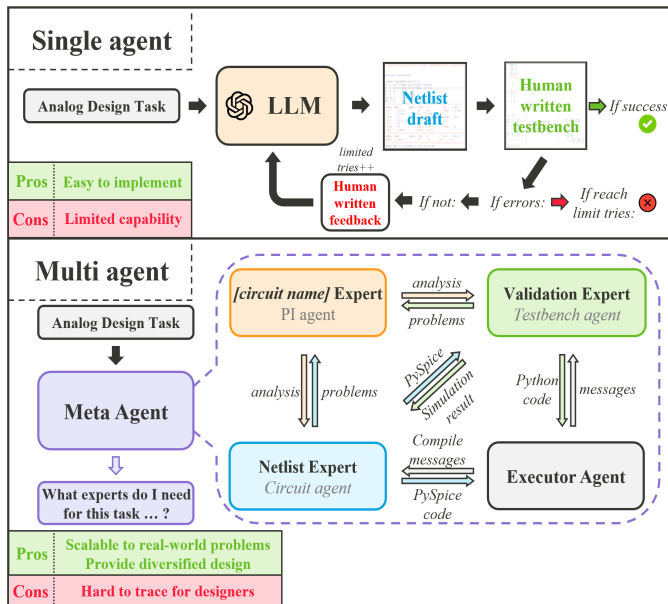 Single agent
Analog Design Task
LLM
Netlist
draft
Human
written
testbench
If success
limited
tries++
Human
written
feedback
If not:
If errors:
If reach
limit tries:
Pros
Easy to implement
Cons
Limited capability
Multi agent
Analog Design Task
Meta Agent
What experts do I need
for this task ... ?
[circuit name] Expert
PI agent
analysis
problems
Validation Expert
Testbench agent
analysis
problems
PySpice
Simulation
result
Python
code
messages
Netlist Expert
Circuit agent
Compile
messages
PySpice
code
Executor Agent
Pros
Scalable to real-world problems
Provide diversified design
Cons
Hard to trace for designers